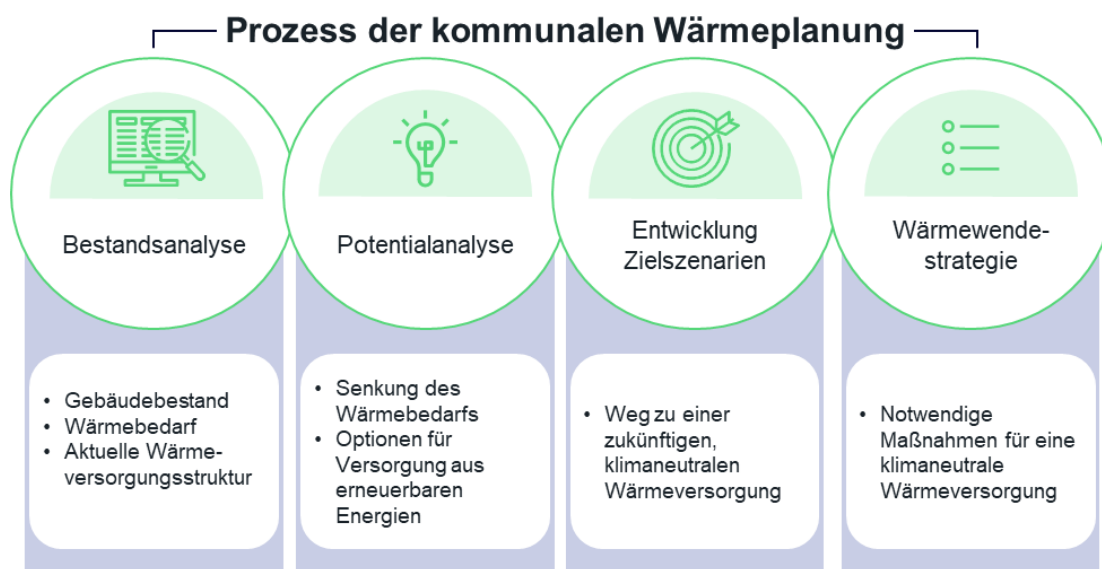 Prozess der kommunalen Wärmeplanung
Bestandsanalyse
Potentialanalyse
Entwicklung
Zielszenarien
Wärmewende-
strategie
• Gebäudebestand
• Wärmebedarf
• Aktuelle Wärme-
versorgungsstruktur
• Senkung des
Wärmebedarfs
• Optionen für
Versorgung aus
erneuerbaren
Energien
• Weg zu einer
zukünftigen,
klimaneutralen
Wärmeversorgung
• Notwendige
Maßnahmen für eine
klimaneutrale
Wärmeversorgung